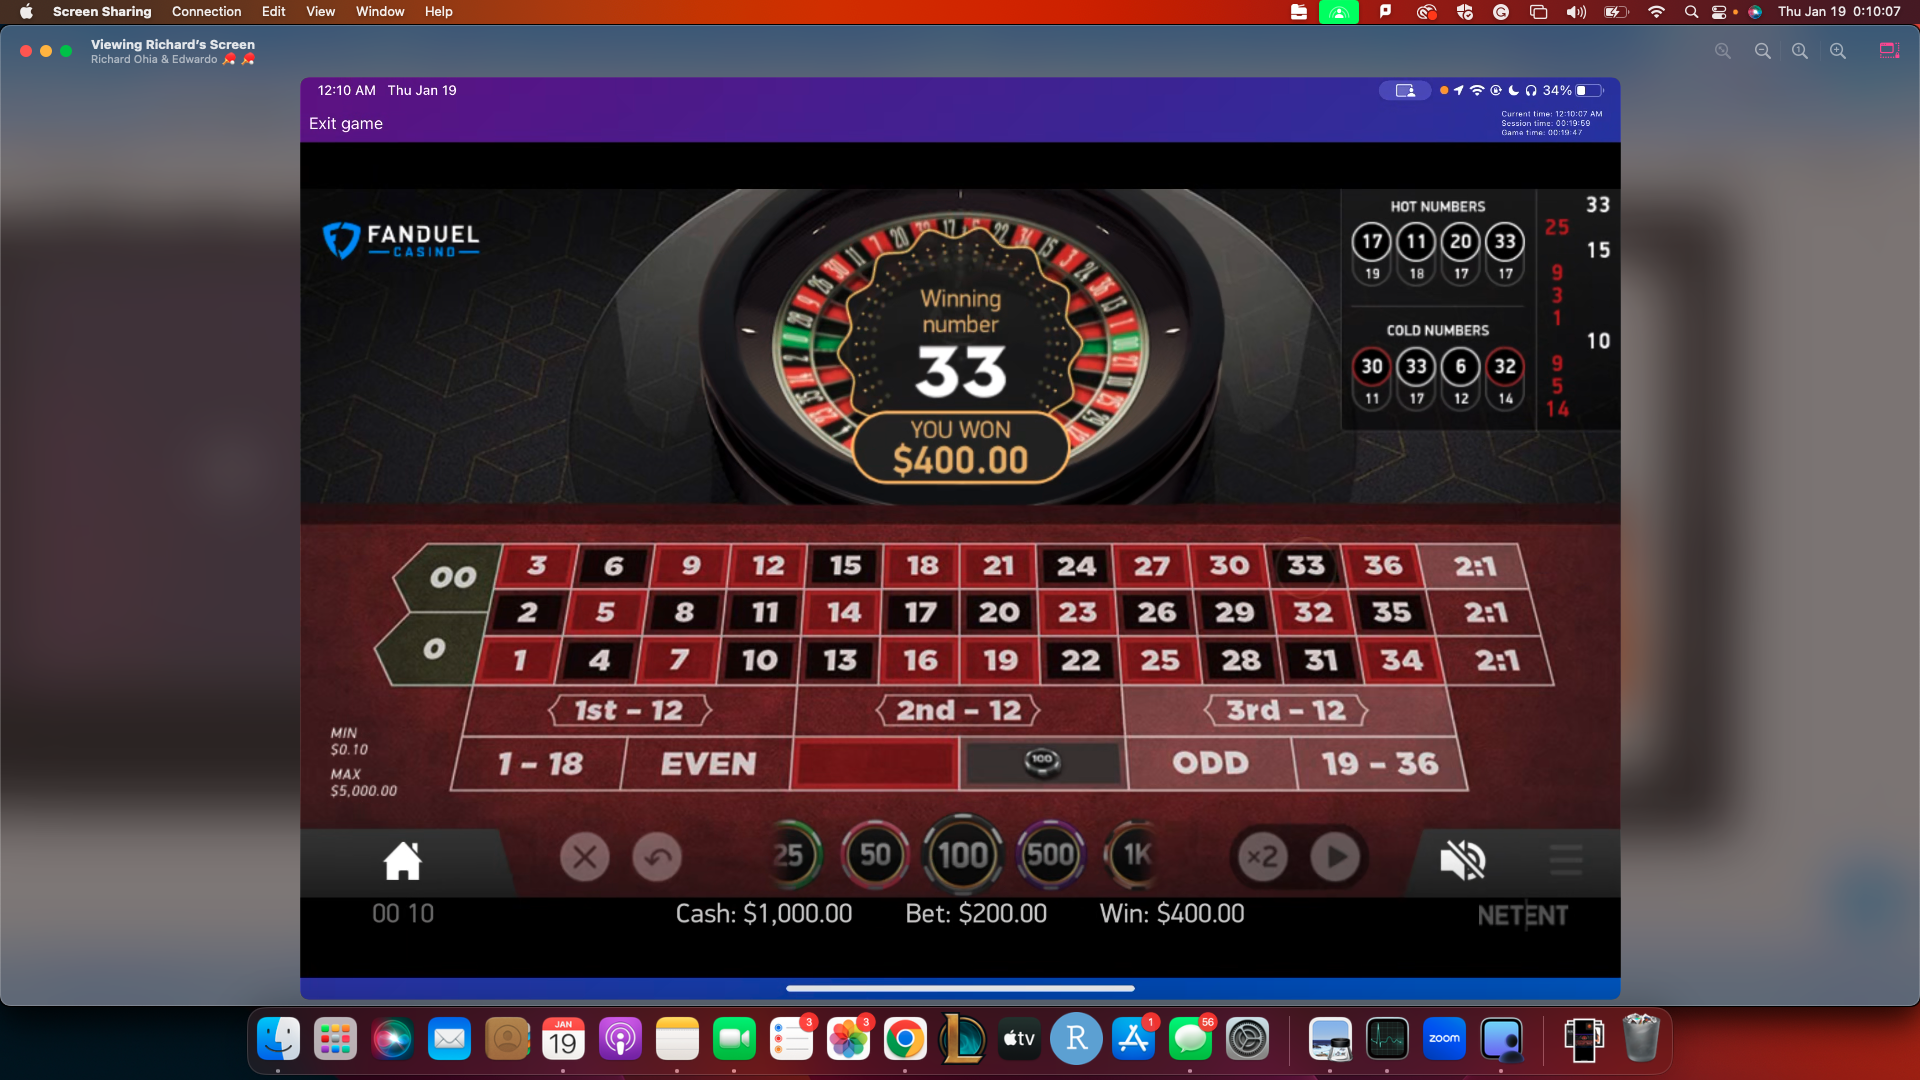 Screen Sharing Connection Edit View Window Help
Thu Jan 19 0:10:07
Viewing Richard's Screen
Richard Ohia & Edwardo
12:10 AM Thu Jan 19
34%
Exit game
Current time: 12:10:07 AM
Session time: 00:19:59
Game time: 00:19:47
FANDUEL
CASINO
Winning
number
33
YOU WON
$400.00
HOT NUMBERS
17 11 20 33
19 18 17 17
COLD NUMBERS
30 33 6 32
11 17 12 14
33
25
15
9
3
1
10
9
5
14
00 3 6 9 12 15 18 21 24 27 30 33 36 2:1
2 5 8 11 14 17 20 23 26 29 32 35 2:1
0 1 4 7 10 13 16 19 22 25 28 31 34 2:1
1st - 12 2nd - 12 3rd - 12
1 - 18 EVEN 100 ODD 19 - 36
MIN
$0.10
MAX
$5,000.00
25 50 100 500 1K
×2
00 10
Cash: $1,000.00 Bet: $200.00 Win: $400.00
NETENT
JAN
19
3
3
tv
R
1
56
zoom